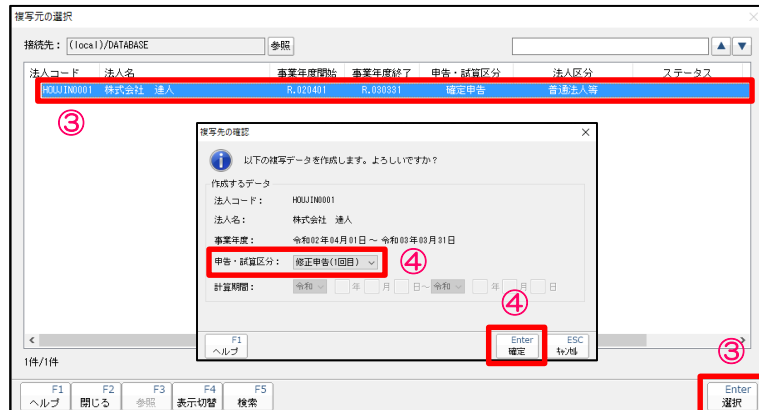 複写元の選択
接続先： (local)/DATABASE 参照 ▲ ▼
法人コード 法人名 事業年度開始 事業年度終了 申告・試算区分 法人区分 ステータス
HOUJIN0001 株式会社 達人 R.020401 R.030331 確定申告 普通法人等
③
複写先の確認
以下の複写データを作成します。よろしいですか？
作成するデータ
法人コード： HOUJIN0001
法人名： 株式会社 達人
事業年度： 令和02年04月01日 ～ 令和03年03月31日
申告・試算区分： 修正申告(1回目) ④
計算期間： 令和 年 月 日～ 令和 年 月 日
④
F1 ヘルプ Enter 確定 ESC ｷｬﾝｾﾙ
③
1件/1件
F1 ヘルプ F2 閉じる F3 参照 F4 表示切替 F5 検索 Enter 選択